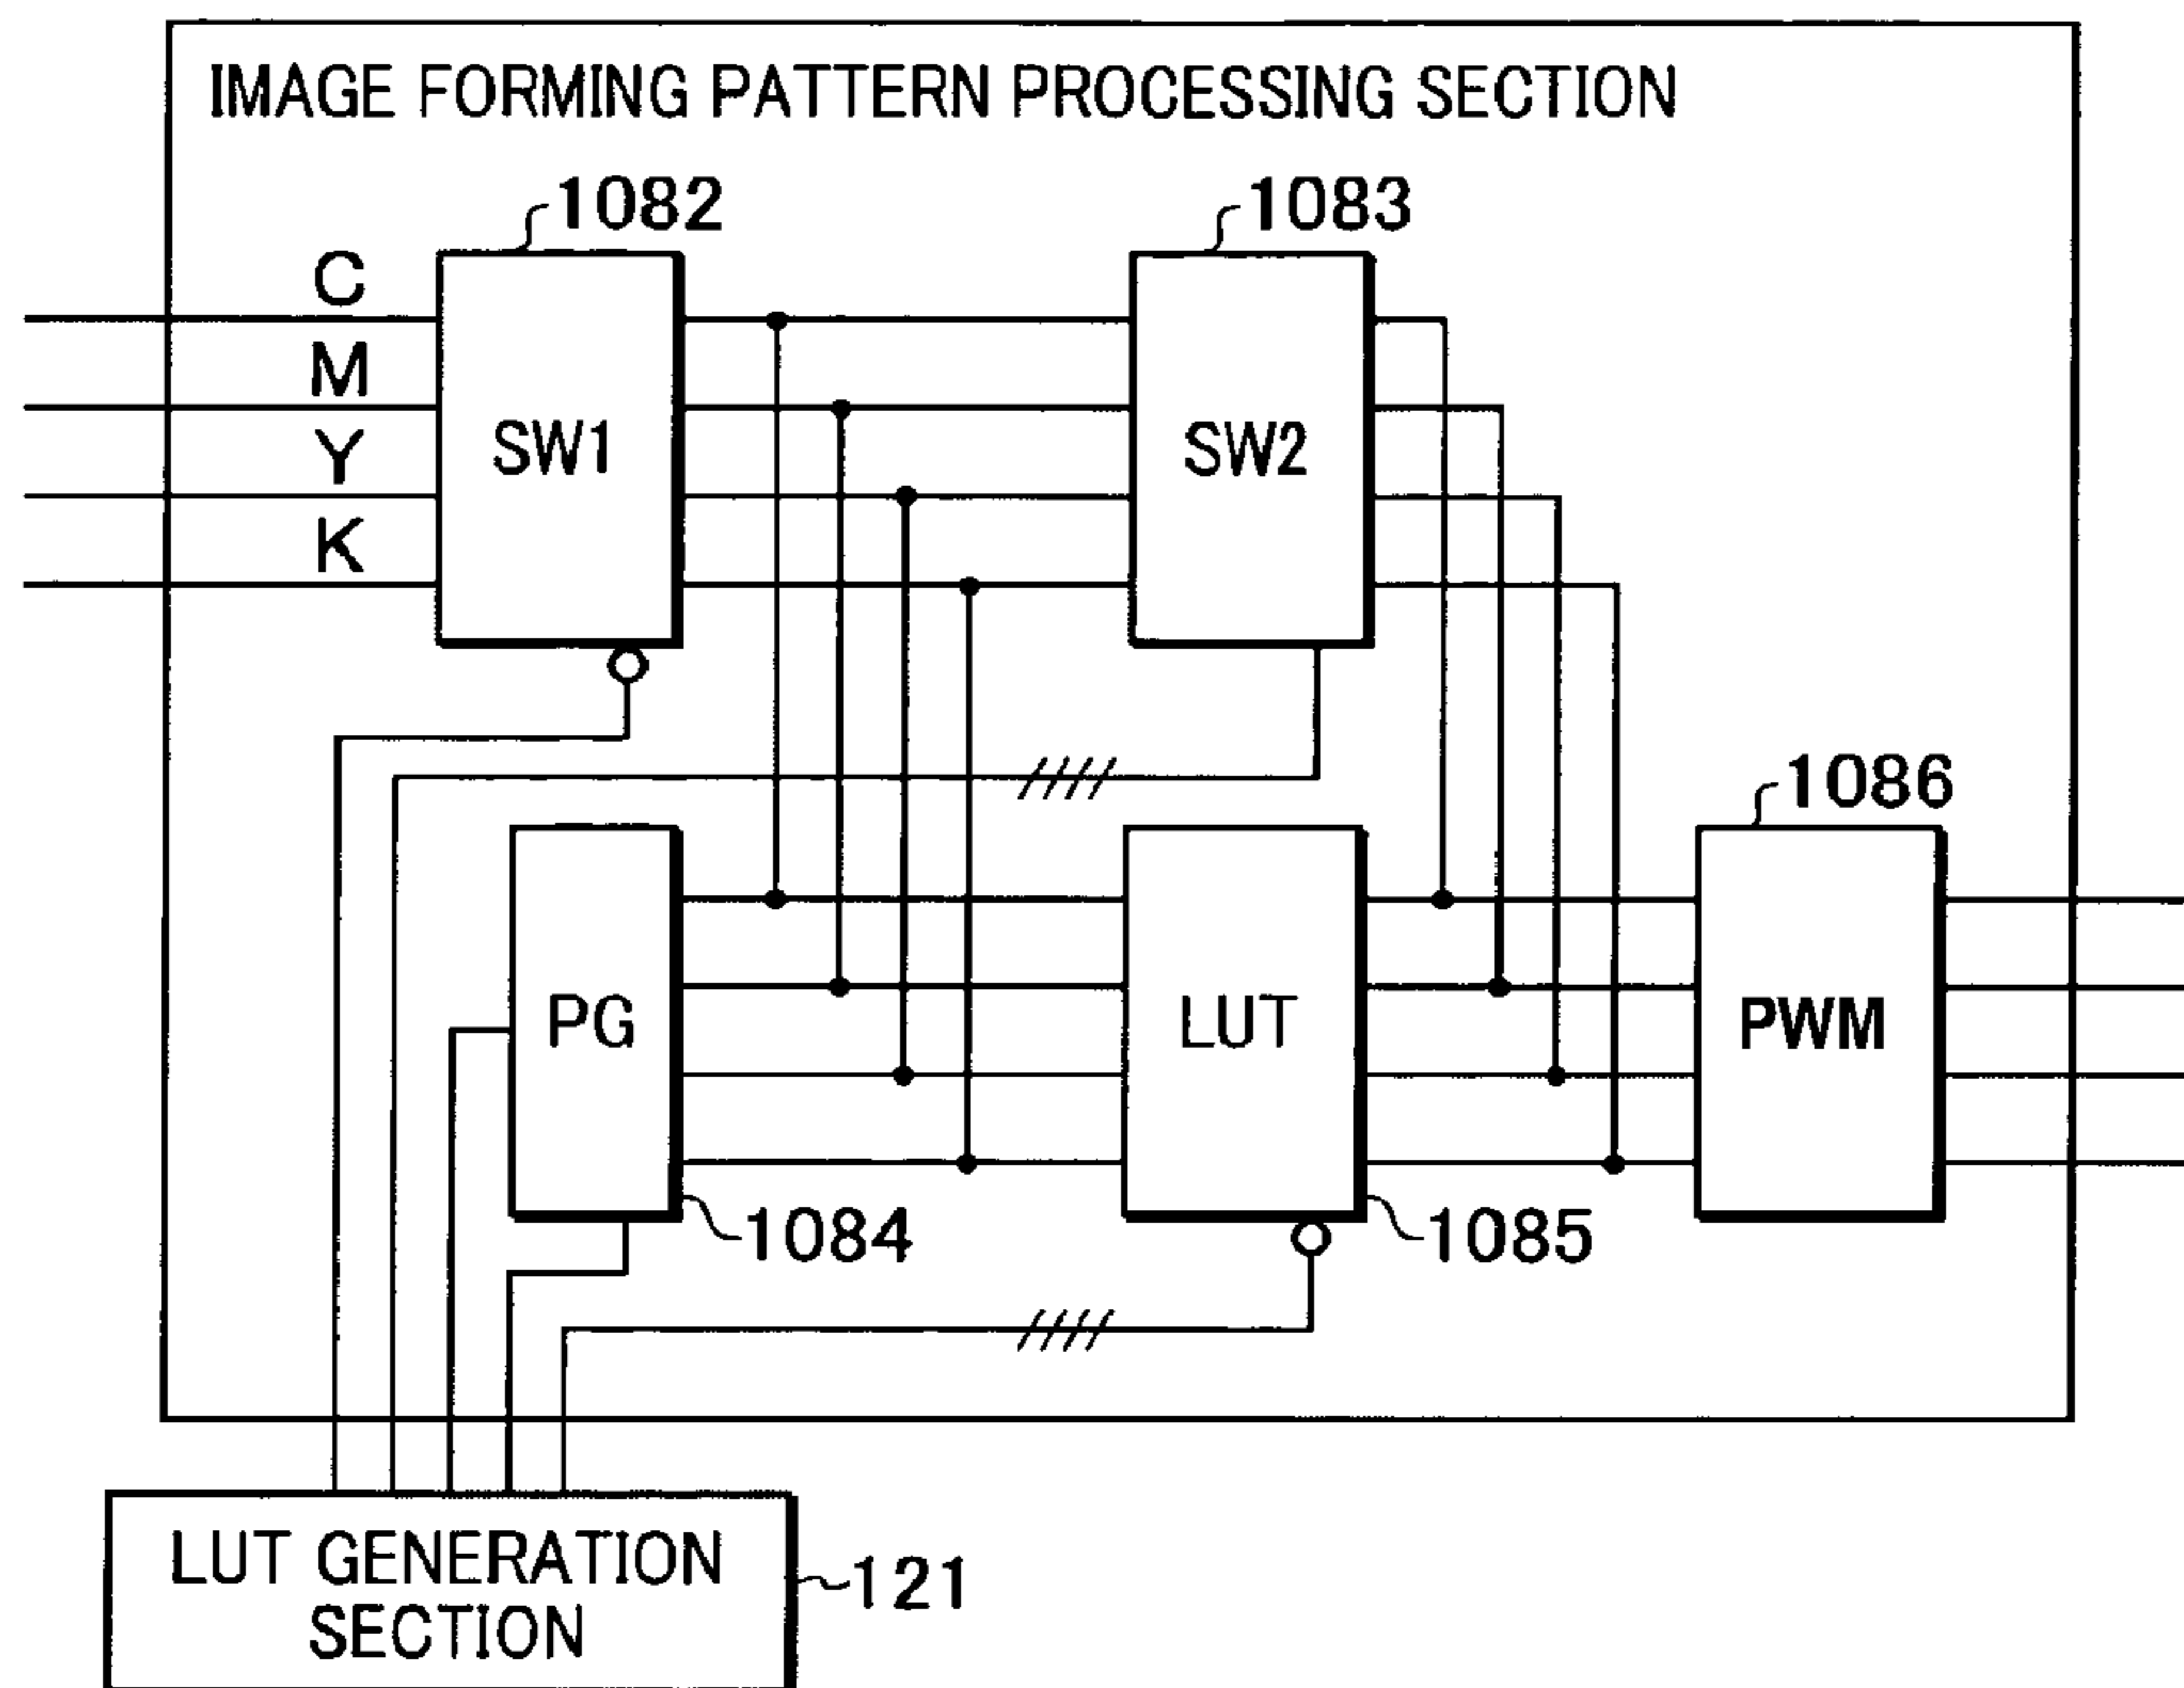 IMAGE FORMING PATTERN PROCESSING SECTION
1082
1083
C
M
Y
K
SW1
SW2
1086
PG
LUT
PWM
1084
1085
LUT GENERATION
SECTION
121